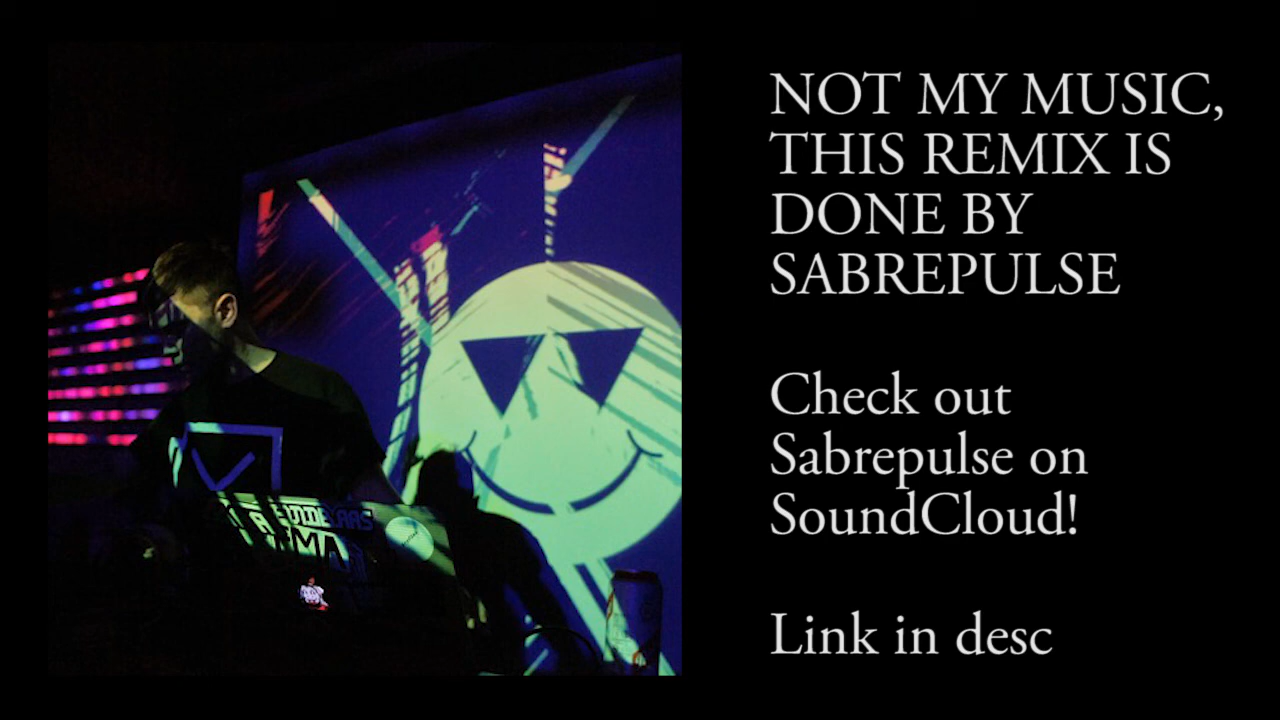 NOT MY MUSIC,
THIS REMIX IS
DONE BY
SABREPULSE
Check out
Sabrepulse on
SoundCloud!
Link in desc